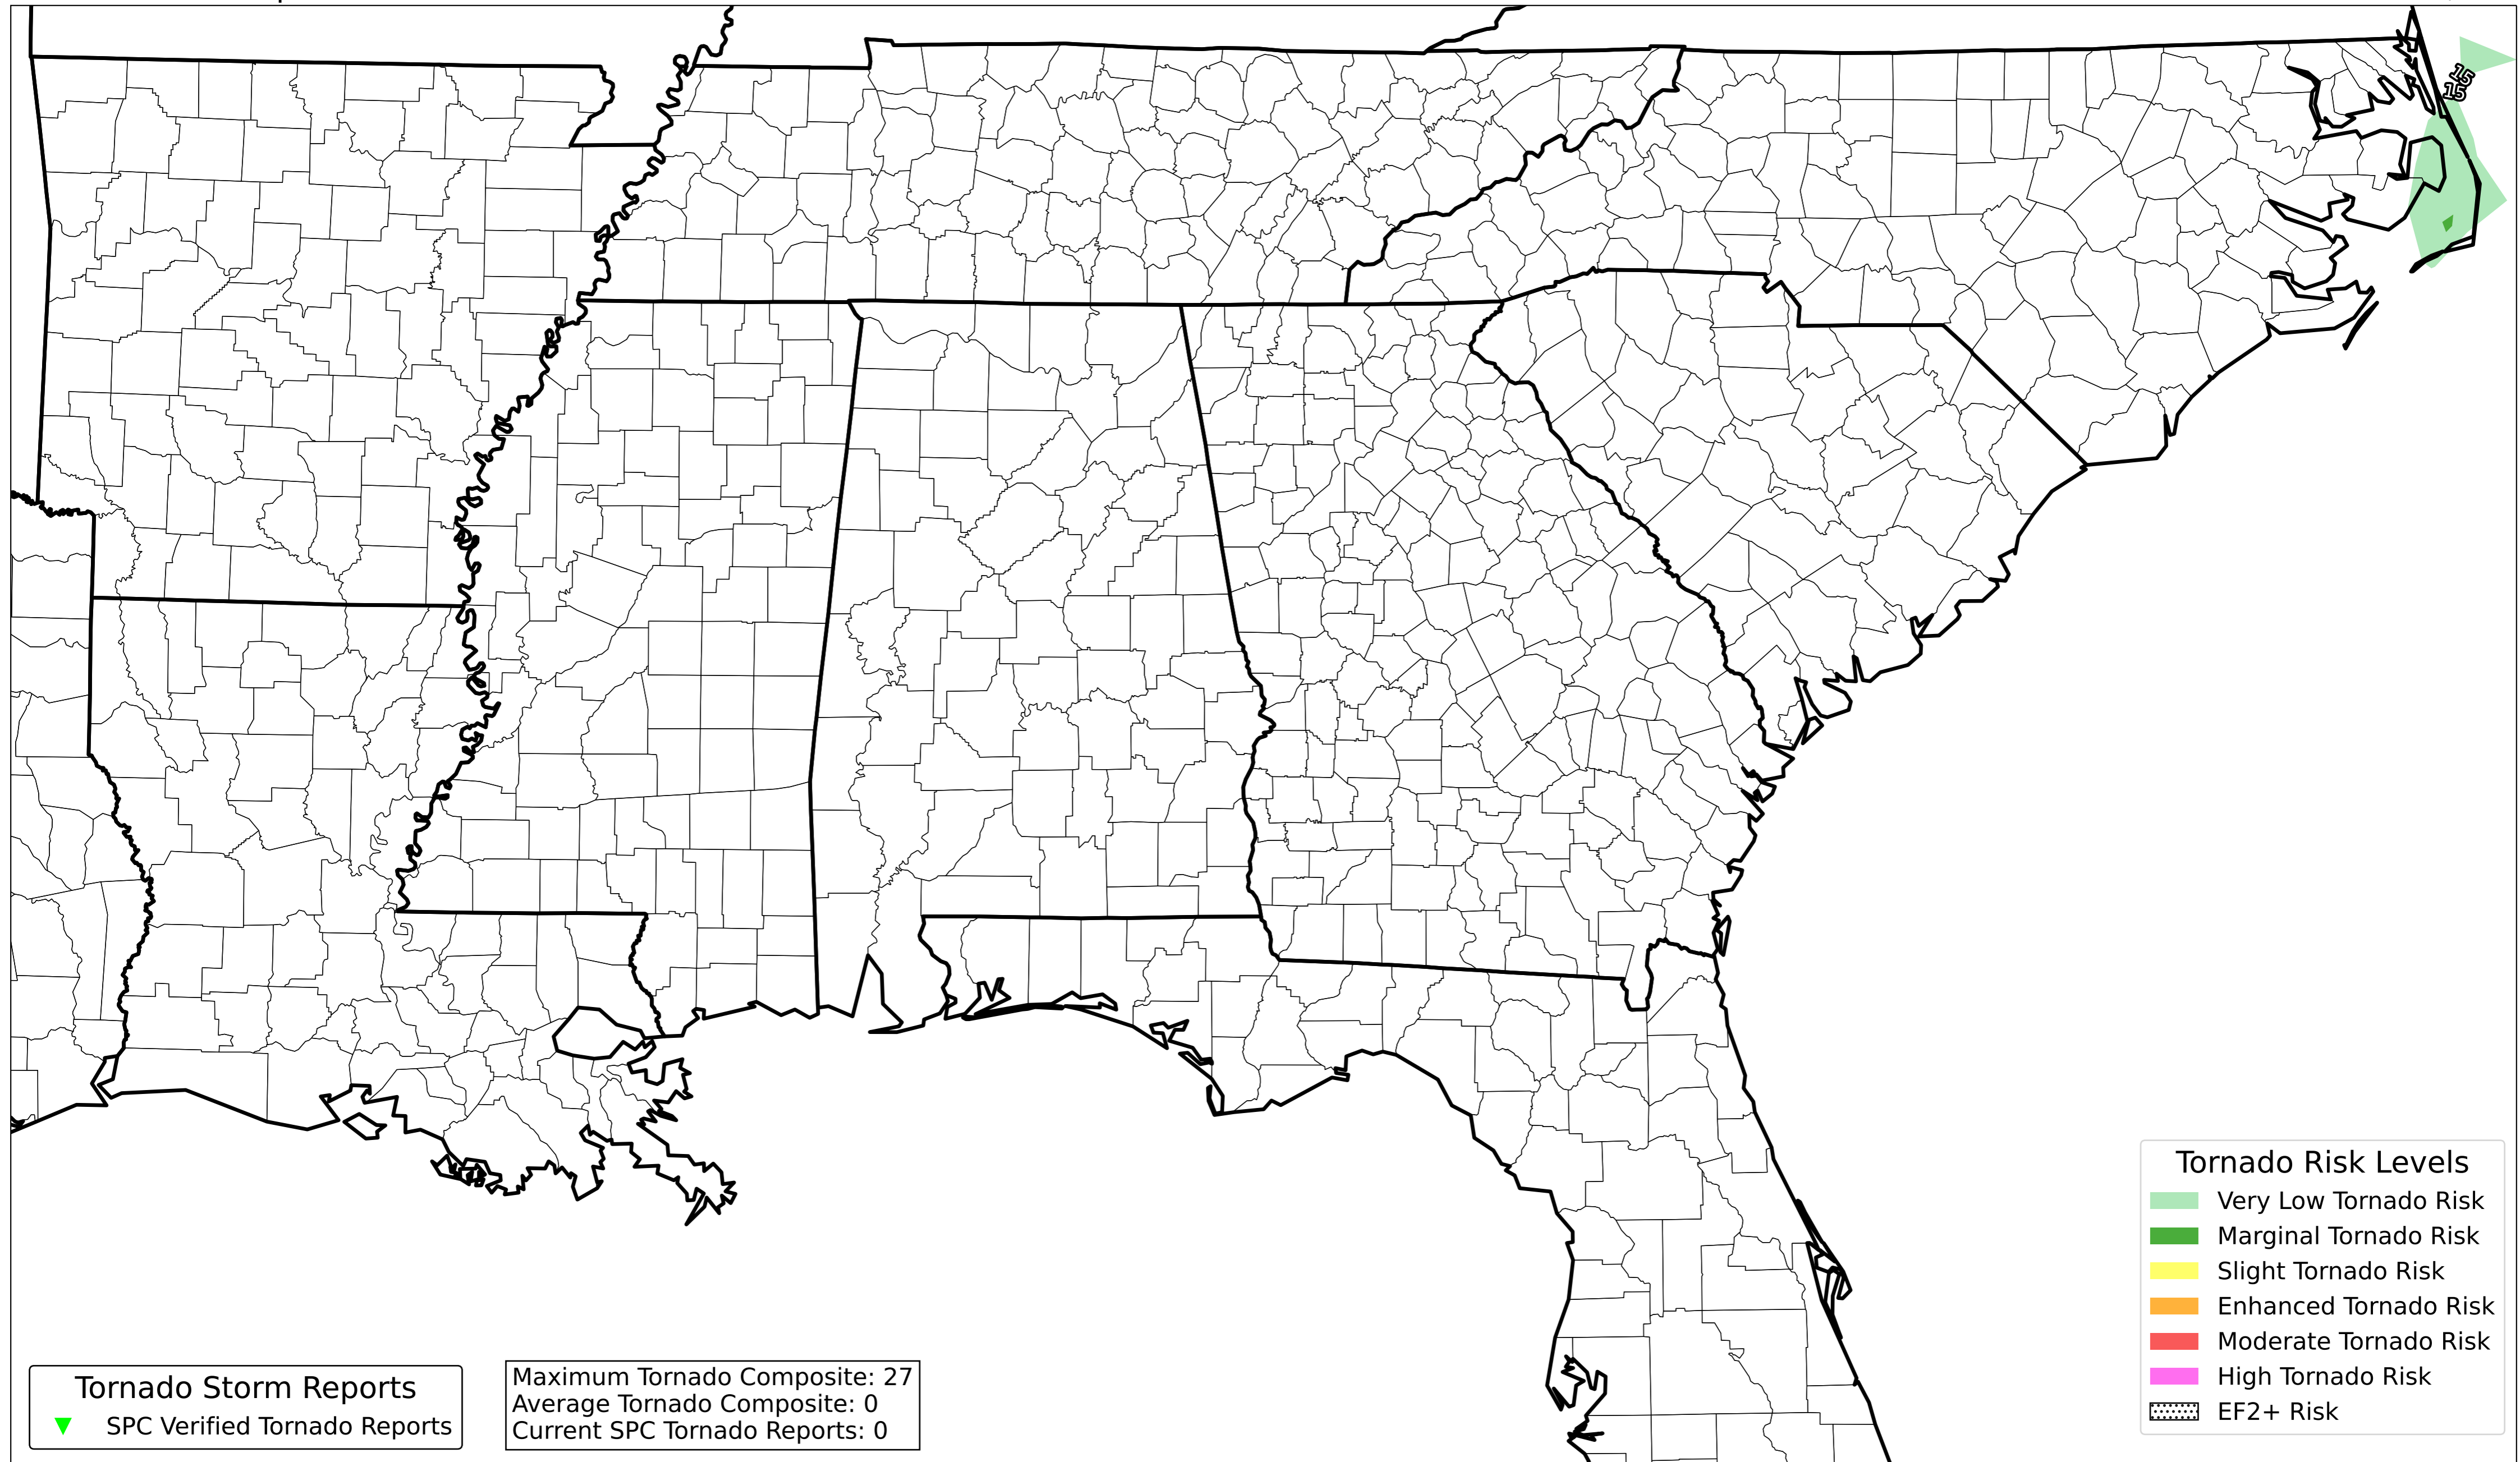 15
15
Tornado Risk Levels
Very Low Tornado Risk
Marginal Tornado Risk
Slight Tornado Risk
Enhanced Tornado Risk
Moderate Tornado Risk
High Tornado Risk
EF2+ Risk
Tornado Storm Reports
SPC Verified Tornado Reports
Maximum Tornado Composite: 27
Average Tornado Composite: 0
Current SPC Tornado Reports: 0